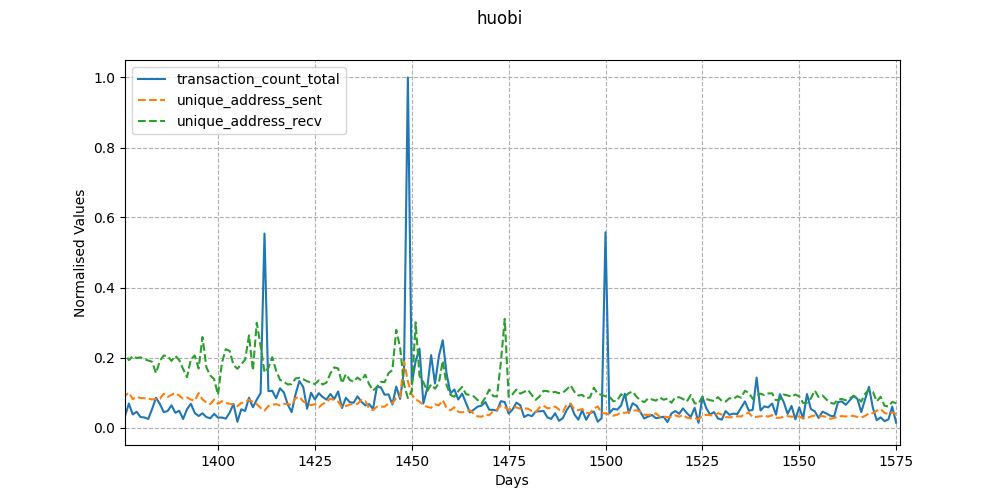 huobi
transaction_count_total
unique_address_sent
unique_address_recv
1.0
0.8
0.6
0.4
0.2
0.0
Normalised Values
1400
1425
1450
1475
1500
1525
1550
1575
Days